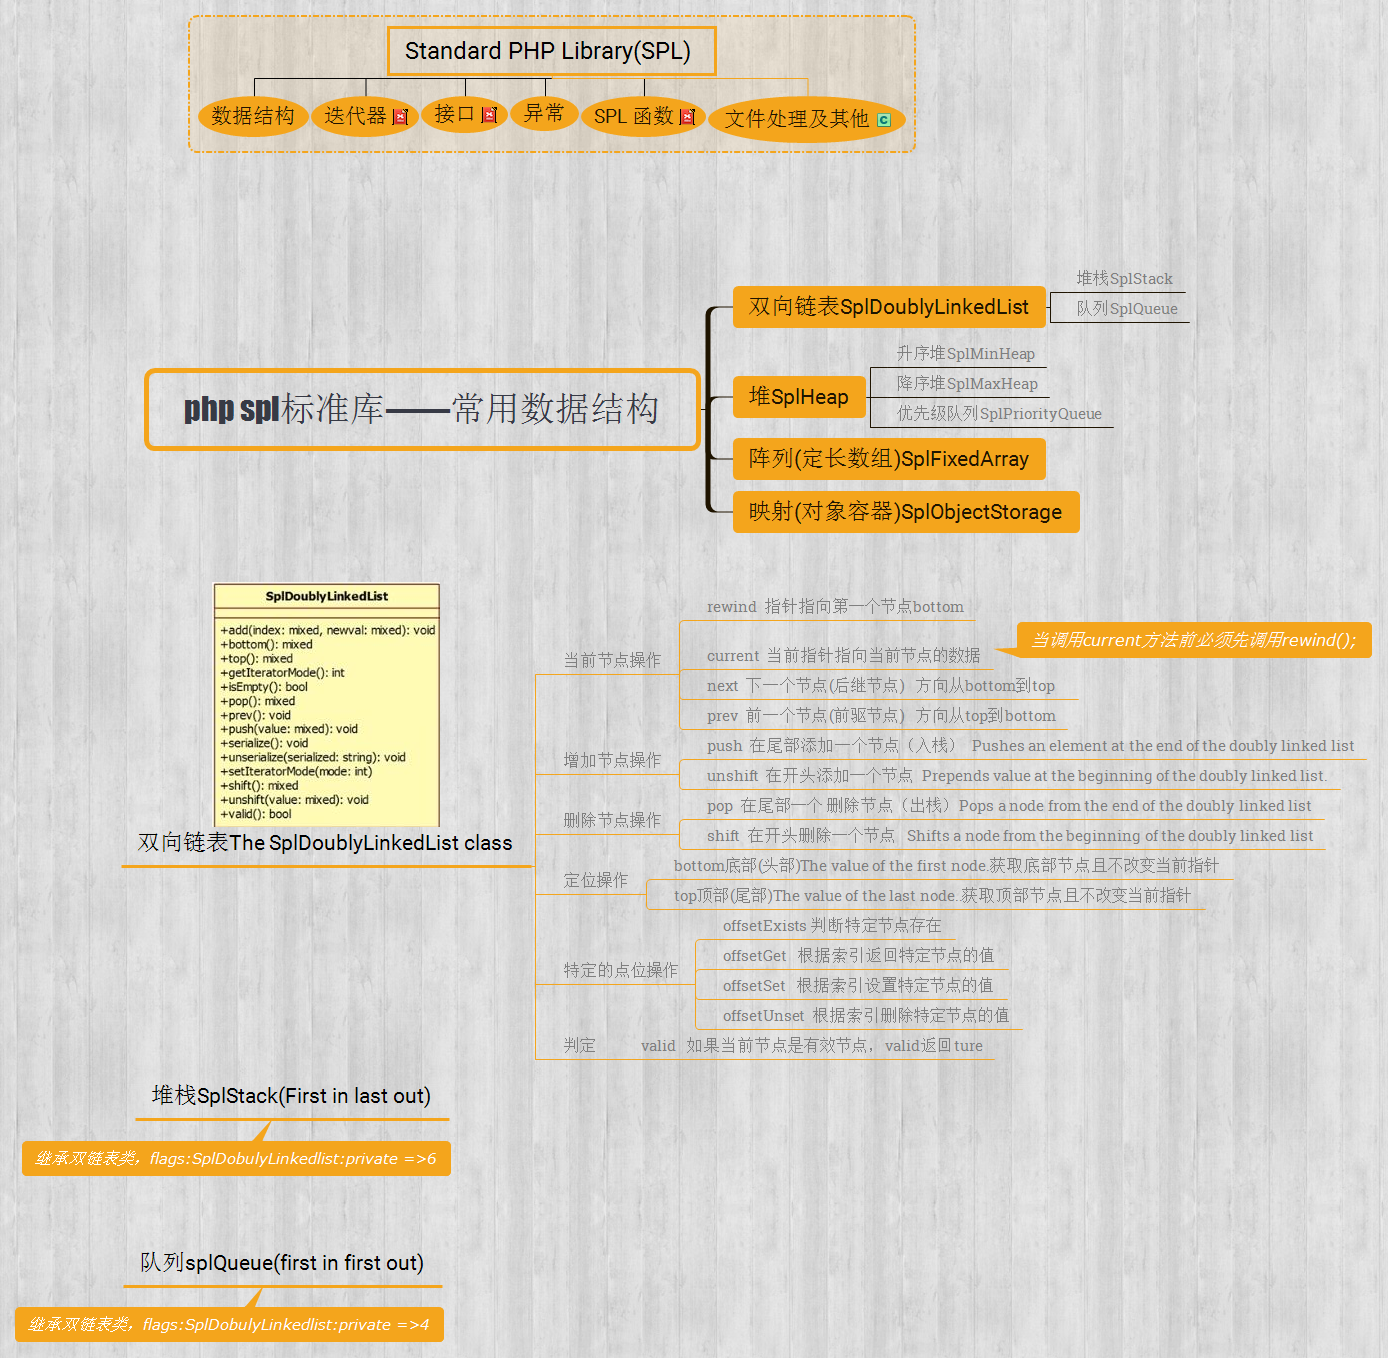 Standard PHP Library(SPL)
数据结构
迭代器
接口
异常
SPL 函数
文件处理及其他 C
php spl标准库——常用数据结构
双向链表SplDoublyLinkedList
堆栈SplStack
队列SplQueue
堆SplHeap
升序堆SplMinHeap
降序堆SplMaxHeap
优先级队列SplPriorityQueue
阵列(定长数组)SplFixedArray
映射(对象容器)SplObjectStorage
SplDoublyLinkedList
+add(index: mixed, newval: mixed): void
+bottom(): mixed
+top(): mixed
+getIteratorMode(): int
+isEmpty(): bool
+pop(): mixed
+prev(): void
+push(value: mixed): void
+serialize(): void
+unserialize(serialized: string): void
+setIteratorMode(mode: int)
+shift(): mixed
+unshift(value: mixed): void
+valid(): bool
双向链表The SplDoublyLinkedList class
当前节点操作
rewind 指针指向第一个节点bottom
current 当前指针指向当前节点的数据
当调用current方法前必须先调用rewind();
next 下一个节点(后继节点) 方向从bottom到top
prev 前一个节点(前驱节点) 方向从top到bottom
增加节点操作
push 在尾部添加一个节点（入栈） Pushes an element at the end of the doubly linked list
unshift 在开头添加一个节点 Prepends value at the beginning of the doubly linked list.
删除节点操作
pop 在尾部一个 删除节点（出栈）Pops a node from the end of the doubly linked list
shift 在开头删除一个节点 Shifts a node from the beginning of the doubly linked list
定位操作
bottom底部(头部)The value of the first node.获取底部节点且不改变当前指针
top顶部(尾部)The value of the last node..获取顶部节点且不改变当前指针
特定的点位操作
offsetExists 判断特定节点存在
offsetGet 根据索引返回特定节点的值
offsetSet 根据索引设置特定节点的值
offsetUnset 根据索引删除特定节点的值
判定
valid 如果当前节点是有效节点，valid返回 ture
堆栈SplStack(First in last out)
继承双链表类，flags:SplDobulyLinkedlist:private =>6
队列splQueue(first in first out)
继承双链表类，flags:SplDobulyLinkedlist:private =>4